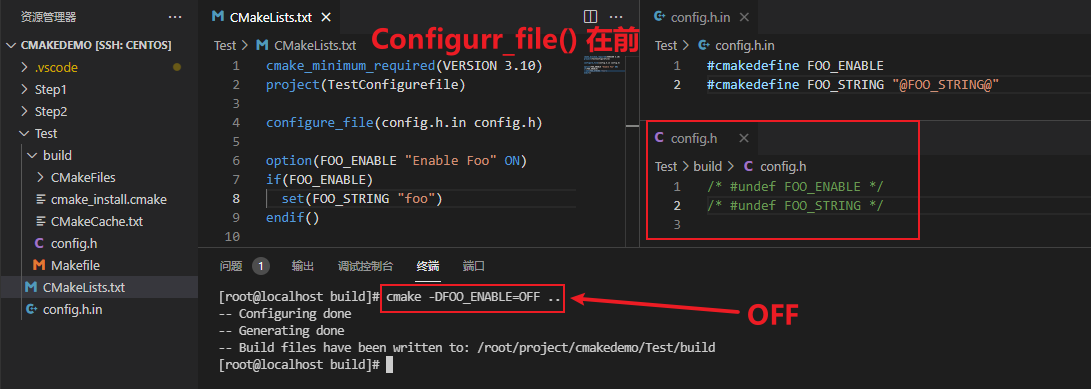 资源管理器
CMAKEDEMO [SSH: CENTOS]
.vscode
Step1
Step2
Test
build
CMakeFiles
cmake_install.cmake
CMakeCache.txt
config.h
Makefile
CMakeLists.txt
config.h.in
CMakeLists.txt
Test > CMakeLists.txt
Configurr_file() 在前
1 cmake_minimum_required(VERSION 3.10)
2 project(TestConfigurefile)
3
4 configure_file(config.h.in config.h)
5
6 option(FOO_ENABLE "Enable Foo" ON)
7 if(FOO_ENABLE)
8 set(FOO_STRING "foo")
9 endif()
10
config.h.in
Test > config.h.in
1 #cmakedefine FOO_ENABLE
2 #cmakedefine FOO_STRING "@FOO_STRING@"
config.h
Test > build > config.h
1 /* #undef FOO_ENABLE */
2 /* #undef FOO_STRING */
3
问题 1 输出 调试控制台 终端 端口
[root@localhost build]# cmake -DFOO_ENABLE=OFF ..
-- Configuring done
-- Generating done
-- Build files have been written to: /root/project/cmakedemo/Test/build
[root@localhost build]#
OFF